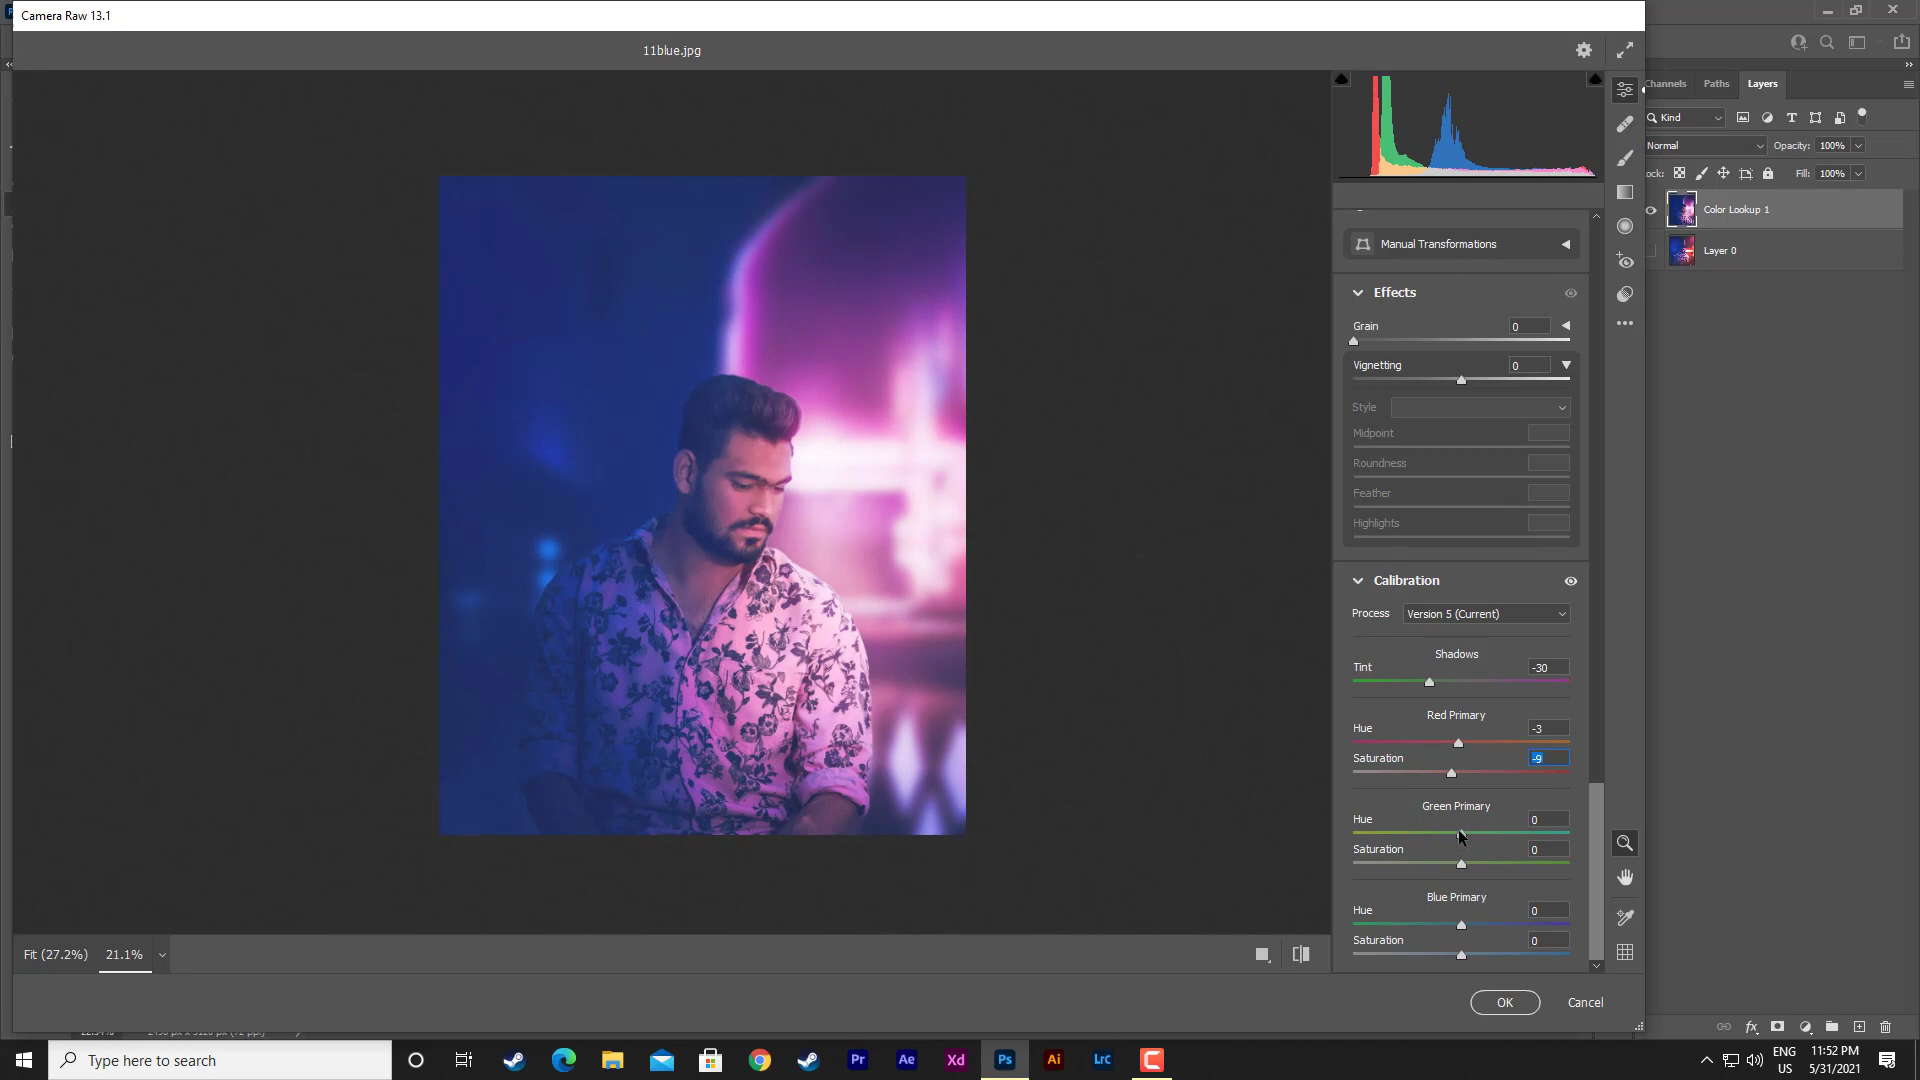 Camera Raw 13.1
11blue.jpg
Channels Paths Layers
Kind
Normal Opacity: 100%
Fill: 100%
Color Lookup 1
Layer 0
Manual Transformations
Effects
Grain 0
Vignetting 0
Style
Midpoint
Roundness
Feather
Highlights
Calibration
Process Version 5 (Current)
Shadows
Tint -30
Red Primary
Hue -3
Saturation -9
Green Primary
Hue 0
Saturation 0
Blue Primary
Hue 0
Saturation 0
Fit (27.2%) 21.1%
OK Cancel
fx
Type here to search
Pr Ae Xd Ps Ai Lrc
ENG
US
11:52 PM
5/31/2021